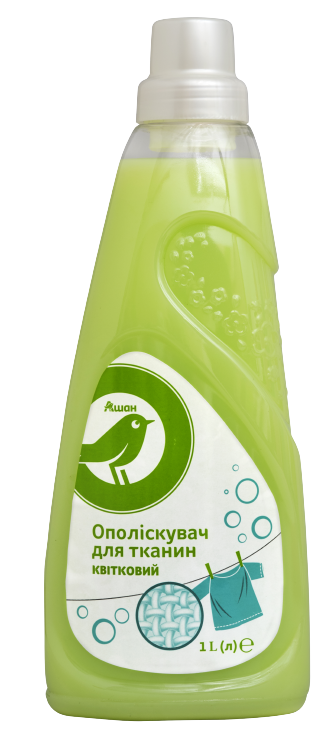 Ашан
Ополіскувач
для тканин
квітковий
1 L (л) ℮